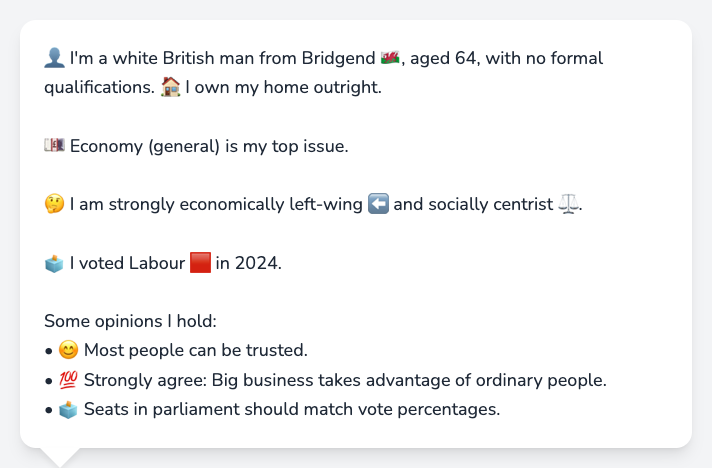 👤 I'm a white British man from Bridgend 🏴󠁧󠁢󠁷󠁬󠁳󠁿, aged 64, with no formal
qualifications. 🏠 I own my home outright.
💷 Economy (general) is my top issue.
🤔 I am strongly economically left-wing ⬅️ and socially centrist ⚖️.
🗳️ I voted Labour 🟥 in 2024.
Some opinions I hold:
• 😊 Most people can be trusted.
• 💯 Strongly agree: Big business takes advantage of ordinary people.
• 🗳️ Seats in parliament should match vote percentages.